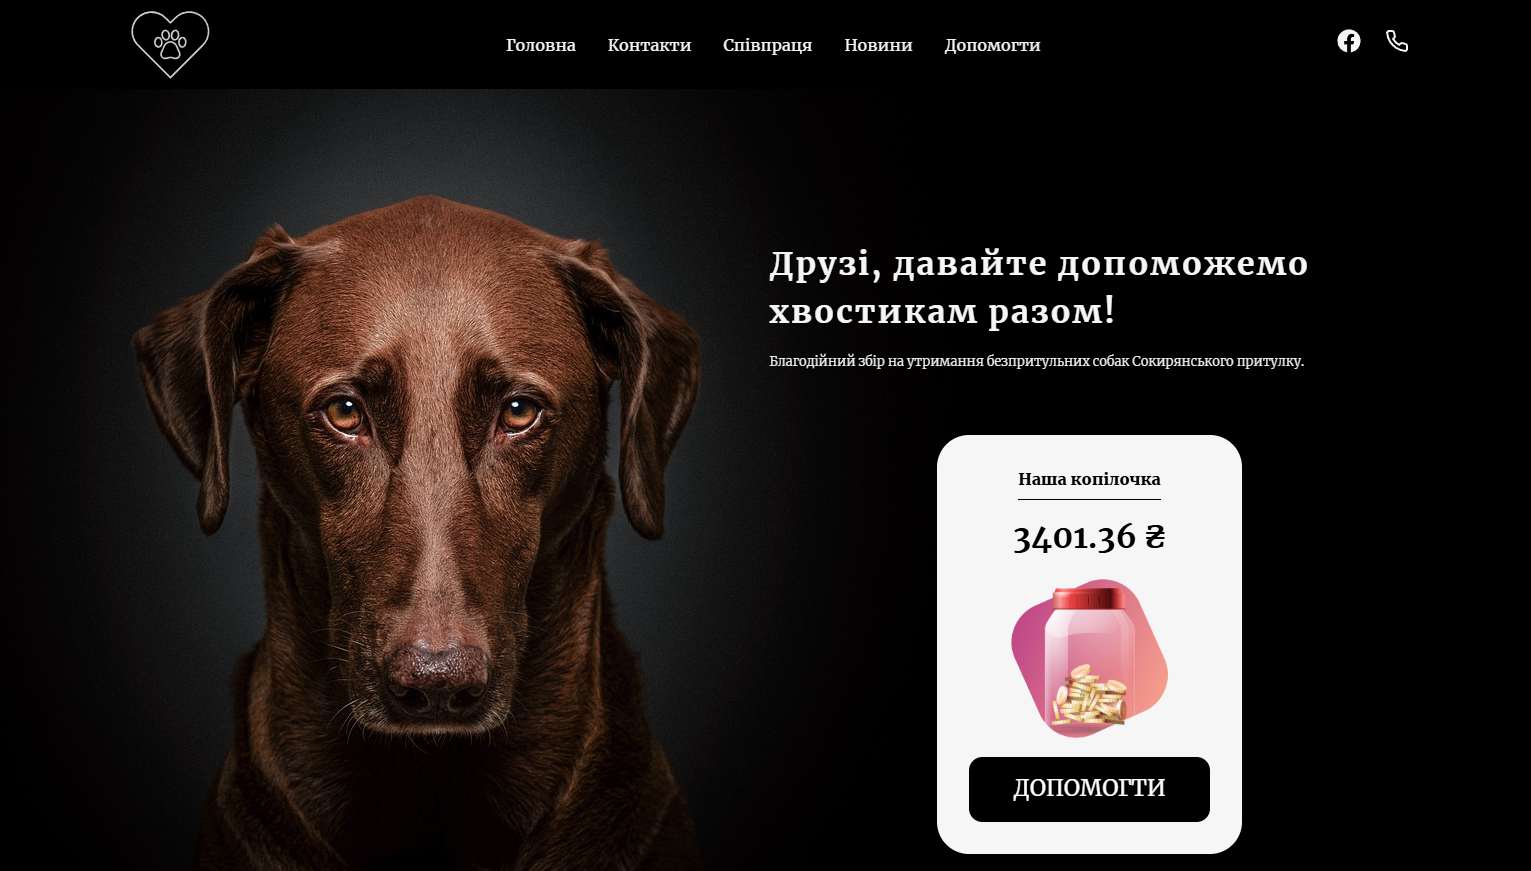 Головна Контакти Співпраця Новини Допомогти
Друзі, давайте допоможемо
хвостикам разом!
Благодійний збір на утримання безпритульних собак Сокирянського притулку.
Наша копілочка
3401.36 ₴
ДОПОМОГТИ